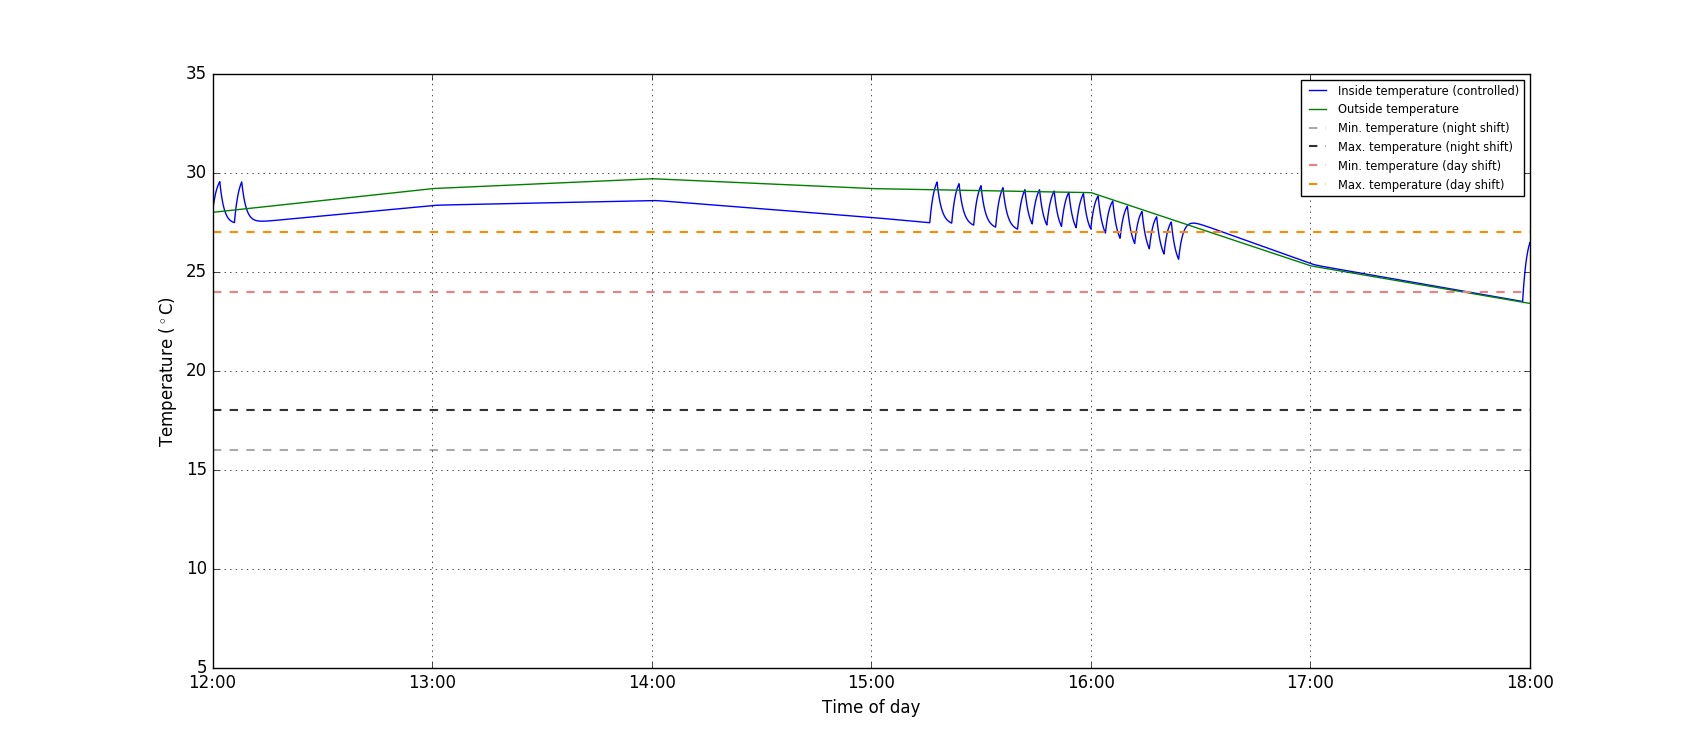 35
30
25
20
15
10
5
Temperature (°C)
12:00 13:00 14:00 15:00 16:00 17:00 18:00
Time of day
Inside temperature (controlled)
Outside temperature
Min. temperature (night shift)
Max. temperature (night shift)
Min. temperature (day shift)
Max. temperature (day shift)